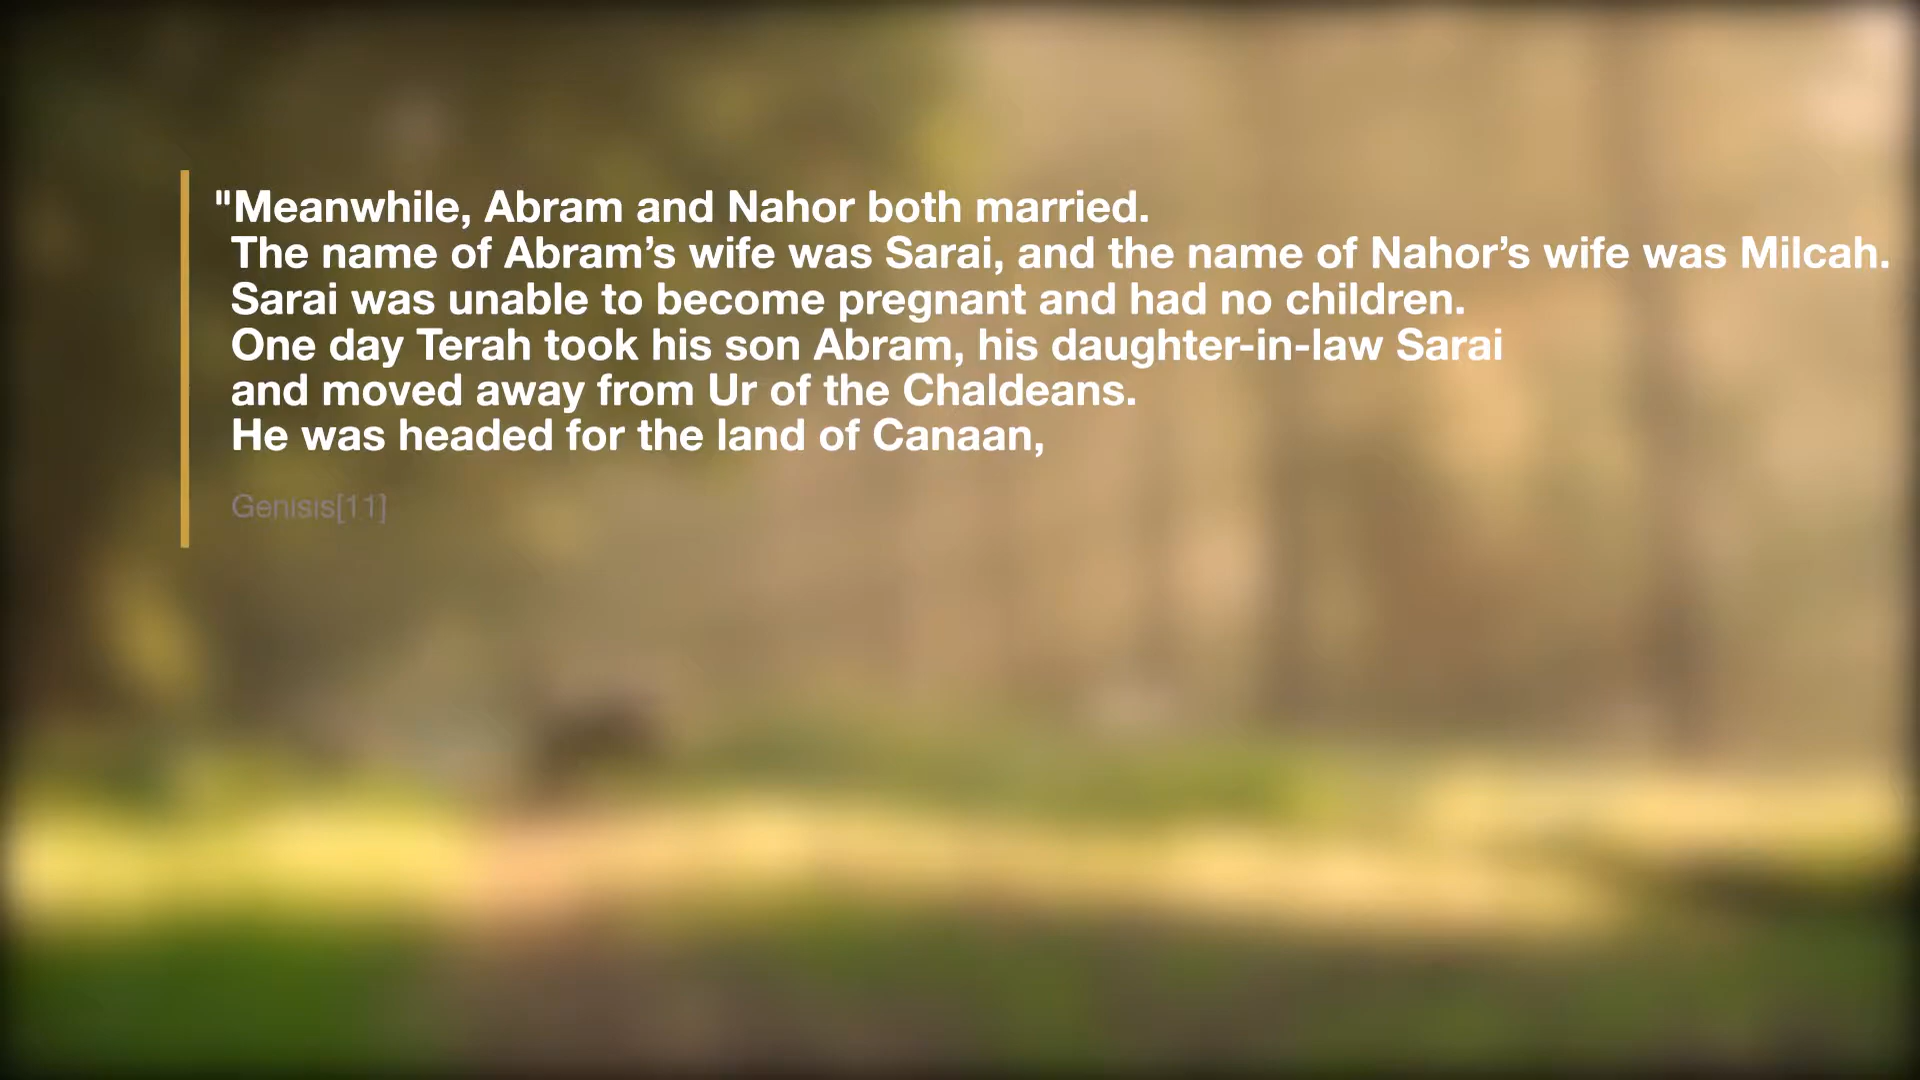 "Meanwhile, Abram and Nahor both married.
The name of Abram’s wife was Sarai, and the name of Nahor’s wife was Milcah.
Sarai was unable to become pregnant and had no children.
One day Terah took his son Abram, his daughter-in-law Sarai
and moved away from Ur of the Chaldeans.
He was headed for the land of Canaan,
Genisis[11]